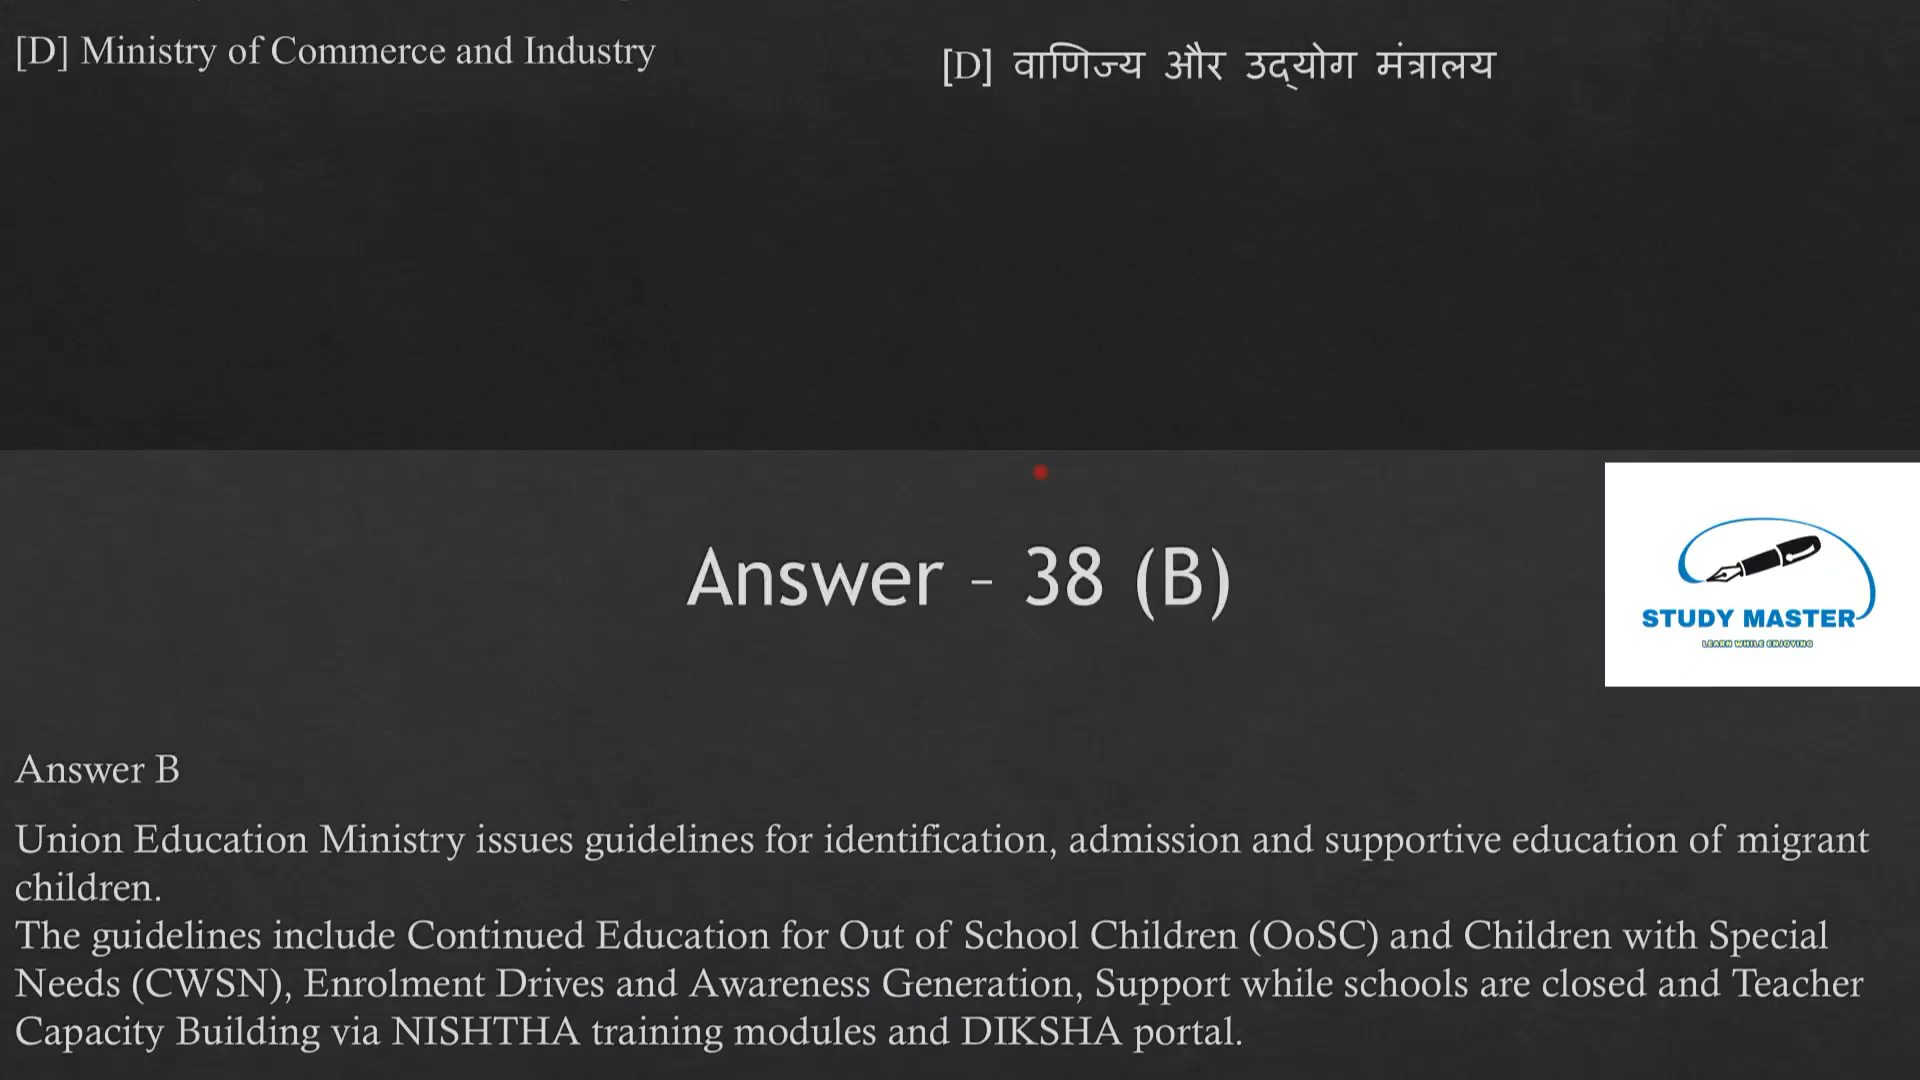 [D] Ministry of Commerce and Industry
[D] वाणिज्य और उद्योग मंत्रालय
Answer – 38 (B)
STUDY MASTER
LEARN WHILE ENJOYING
Answer B
Union Education Ministry issues guidelines for identification, admission and supportive education of migrant
children.
The guidelines include Continued Education for Out of School Children (OoSC) and Children with Special
Needs (CWSN), Enrolment Drives and Awareness Generation, Support while schools are closed and Teacher
Capacity Building via NISHTHA training modules and DIKSHA portal.